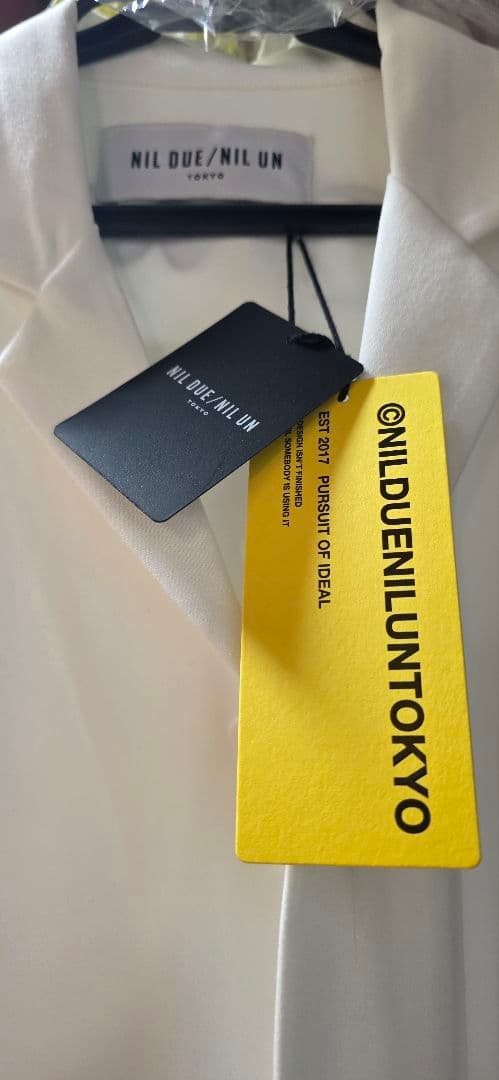 NIL DUE/NIL UN
TOKYO
NIL DUE/NIL UN
TOKYO
©NILDUENILUNTOKYO
EST 2017 PURSUIT OF IDEAL
DESIGN ISN'T FINISHED
SOMEBODY IS USING IT